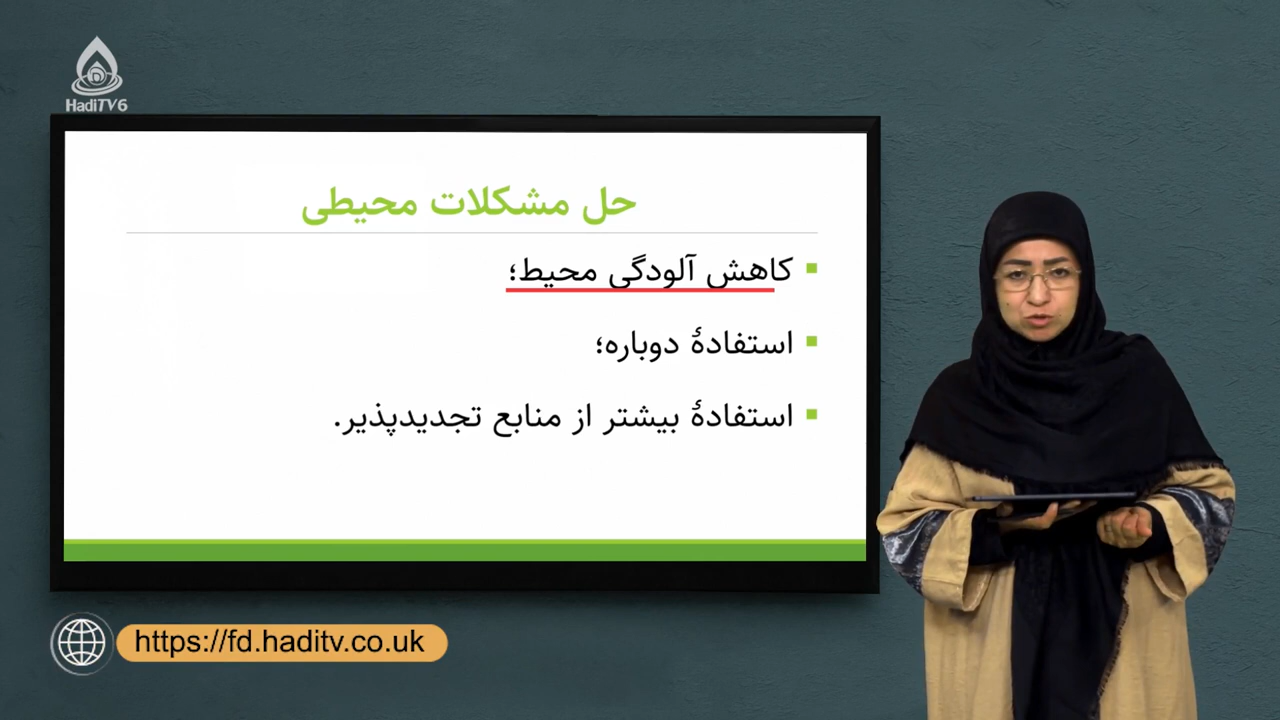 HadiTV6
حل مشکلات محیطی
کاهش آلودگی محیط؛
استفادهٔ دوباره؛
استفادهٔ بیشتر از منابع تجدیدپذیر.
https://fd.haditv.co.uk